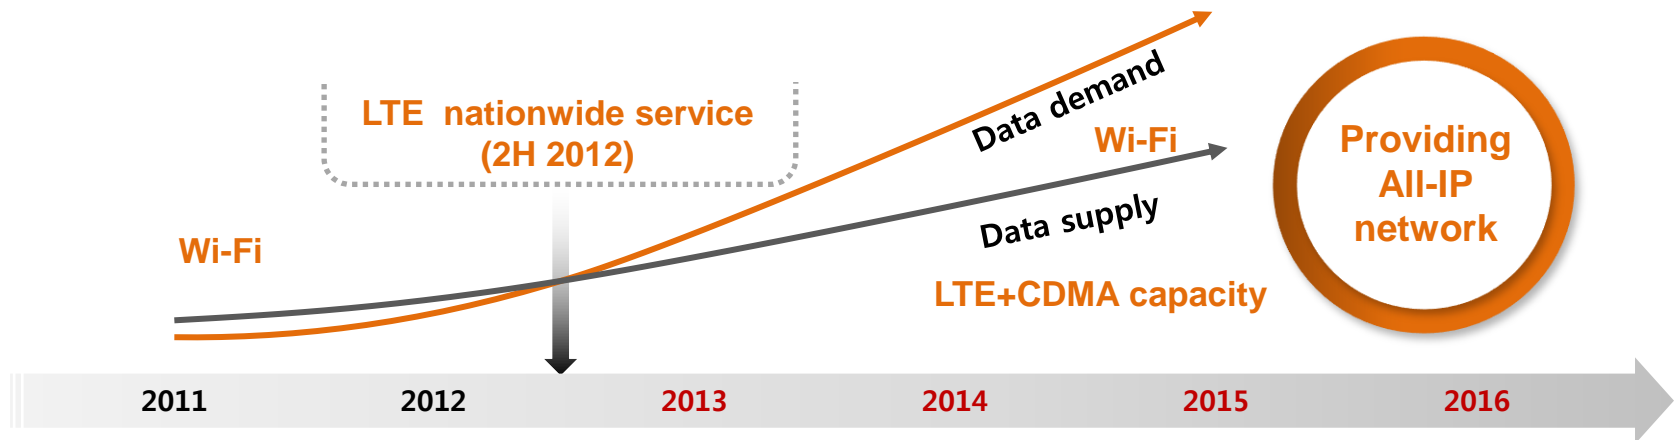 LTE  nationwide service
(2H 2012)
Data demand
Wi-Fi
Providing
All-IP
network
Data supply
Wi-Fi
LTE+CDMA capacity
2011
2012
2013
2014
2015
2016